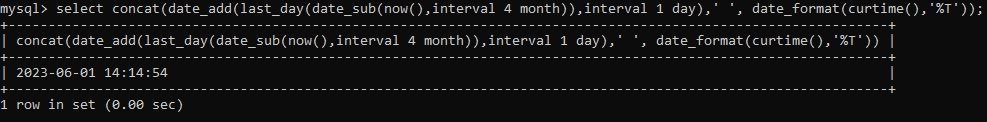 mysql> select concat(date_add(last_day(date_sub(now(),interval 4 month)),interval 1 day),' ', date_format(curtime(),'%T'));
+--------------------------------------------------------------------------------------------------------------+
| concat(date_add(last_day(date_sub(now(),interval 4 month)),interval 1 day),' ', date_format(curtime(),'%T')) |
+--------------------------------------------------------------------------------------------------------------+
| 2023-06-01 14:14:54                                                                                          |
+--------------------------------------------------------------------------------------------------------------+
1 row in set (0.00 sec)